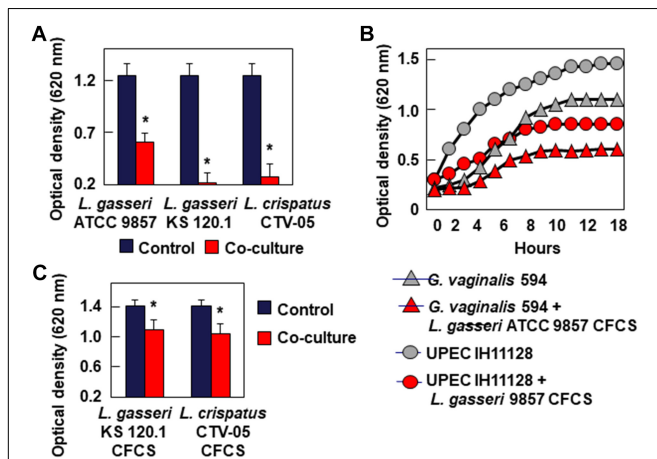 A
Optical density (620 nm)
1.2
0.7
0.2
*
*
*
L. gasseri L. gasseri L. crispatus
ATCC 9857 KS 120.1 CTV-05
Control Co-culture
B
Optical density (620 nm)
1.5
1.0
0.5
0
0 2 4 6 8 10 12 18
Hours
G. vaginalis 594
G. vaginalis 594 +
L. gasseri ATCC 9857 CFCS
UPEC IH11128
UPEC IH11128 +
L. gasseri 9857 CFCS
C
Optical density (620 nm)
1.4
1.0
0.6
0.2
*
*
Control
Co-culture
L. gasseri L. crispatus
KS 120.1 CTV-05
CFCS CFCS